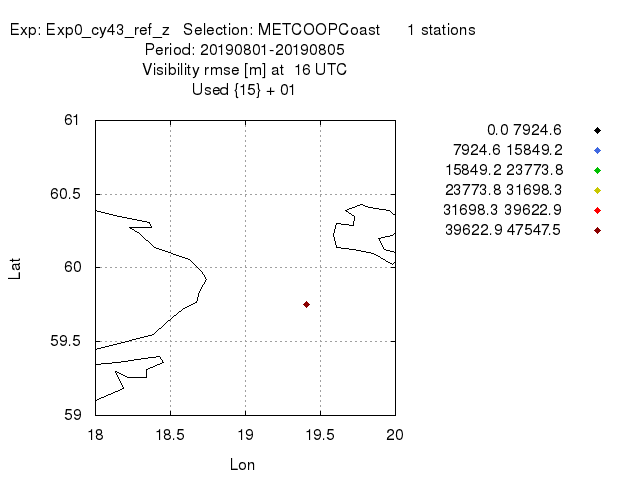 Exp: Exp0_cy43_ref_z Selection: METCOOPCoast 1 stations
Period: 20190801-20190805
Visibility rmse [m] at 16 UTC
Used {15} + 01
0.0 7924.6
7924.6 15849.2
15849.2 23773.8
23773.8 31698.3
31698.3 39622.9
39622.9 47547.5
61
60.5
60
59.5
59
Lat
18 18.5 19 19.5 20
Lon